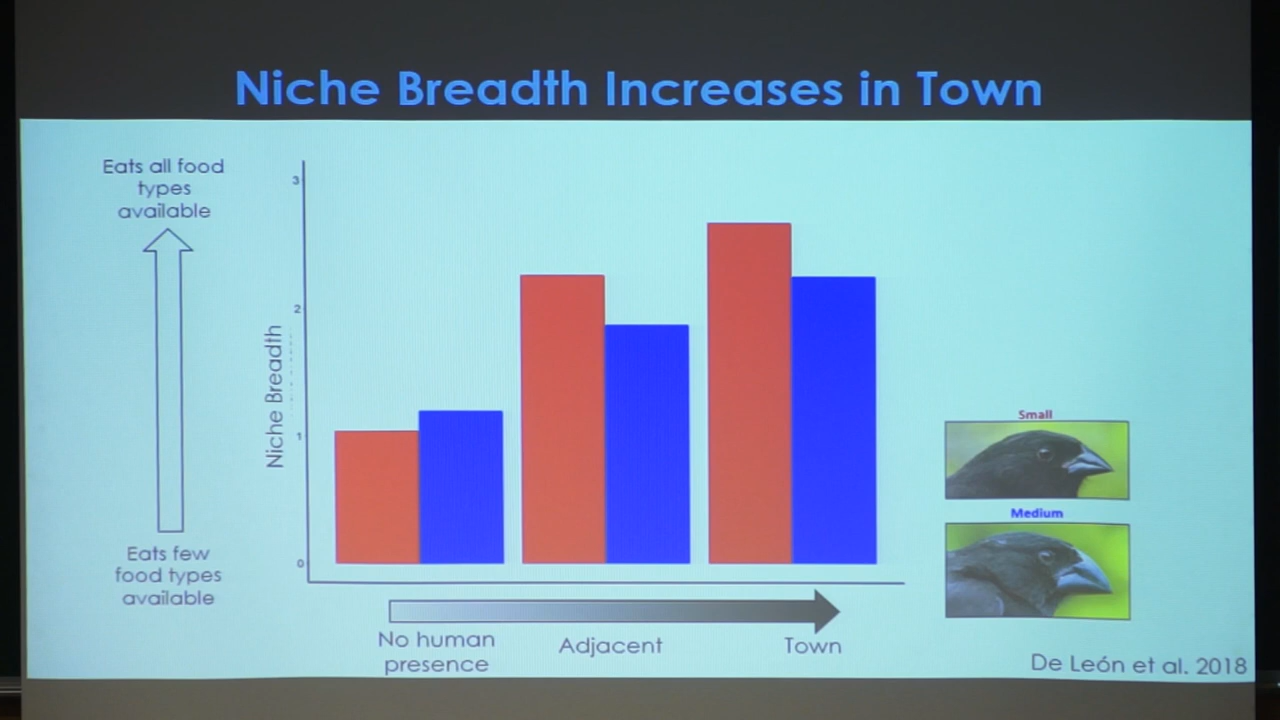 Niche Breadth Increases in Town
Eats all food
types
available
3
2
1
0
Niche Breadth
Eats few
food types
available
No human
presence
Adjacent
Town
Small
Medium
De León et al. 2018